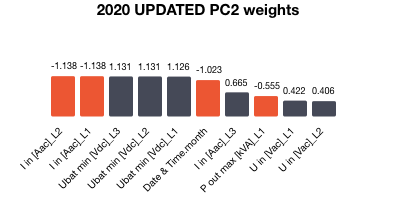 2020 UPDATED PC2 weights
-1.138 -1.138 1.131 1.131 1.126 -1.023 0.665 -0.555 0.422 0.406
I in [Aac]_L2
I in [Aac]_L1
Ubat min [Vdc]_L3
Ubat min [Vdc]_L2
Ubat min [Vdc]_L1
Date & Time.month
I in [Aac]_L3
P out max [kVA]_L1
U in [Vac]_L1
U in [Vac]_L2